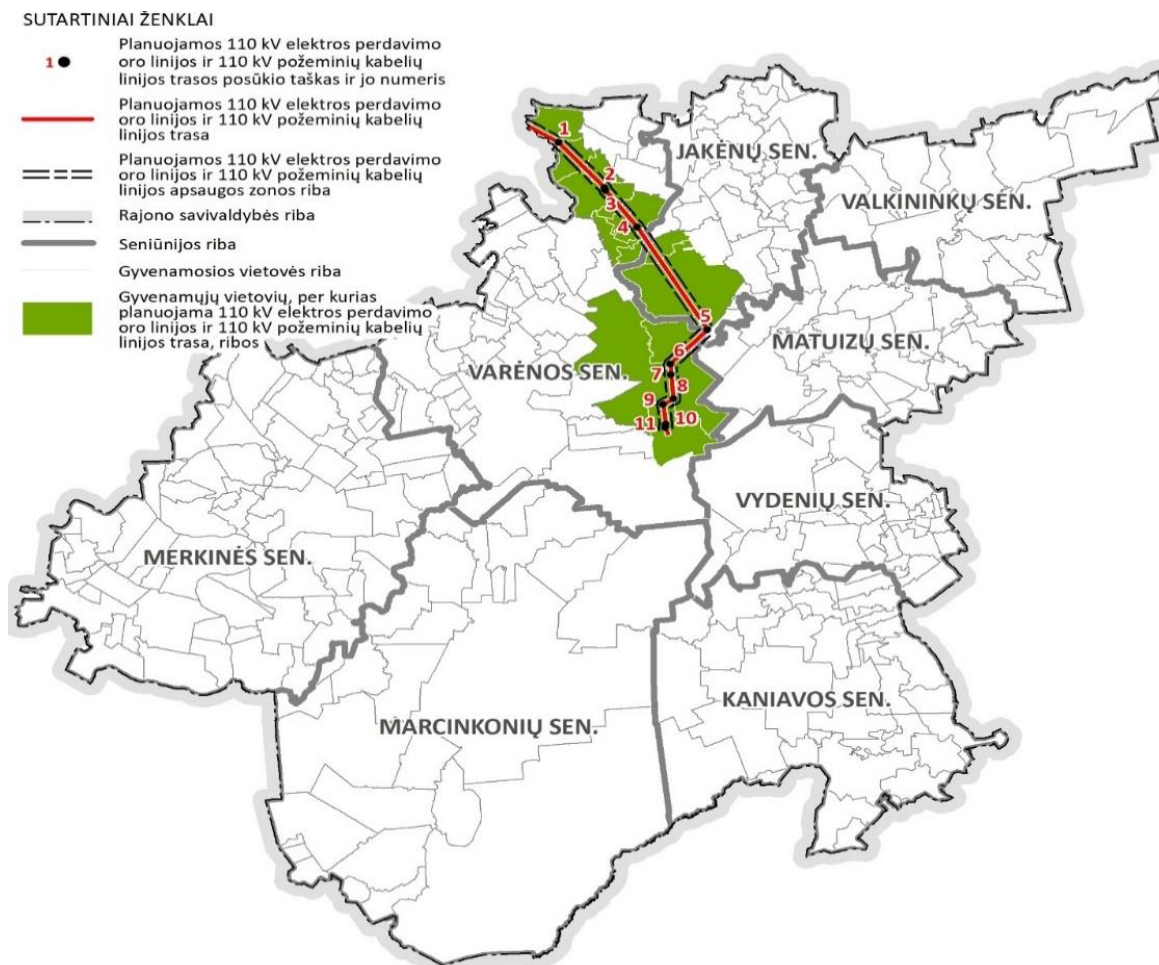 SUTARTINIAI ŽENKLAI
1
Planuojamos 110 kV elektros perdavimo
oro linijos ir 110 kV požeminių kabelių
linijos trasos posūkio taškas ir jo numeris
Planuojamos 110 kV elektros perdavimo
oro linijos ir 110 kV požeminių kabelių
linijos trasa
Planuojamos 110 kV elektros perdavimo
oro linijos ir 110 kV požeminių kabelių
linijos apsaugos zonos riba
Rajono savivaldybės riba
Seniūnijos riba
Gyvenamosios vietovės riba
Gyvenamųjų vietovių, per kurias
planuojama 110 kV elektros perdavimo
oro linijos ir 110 kV požeminių kabelių
linijos trasa, ribos
1
JAKĖNŲ SEN.
2
VALKININKŲ SEN.
3
4
5
MATUIZŲ SEN.
6
VARĖNOS SEN.
7
8
9
10
11
VYDENIŲ SEN.
MERKINĖS SEN.
KANIAVOS SEN.
MARCINKONIŲ SEN.